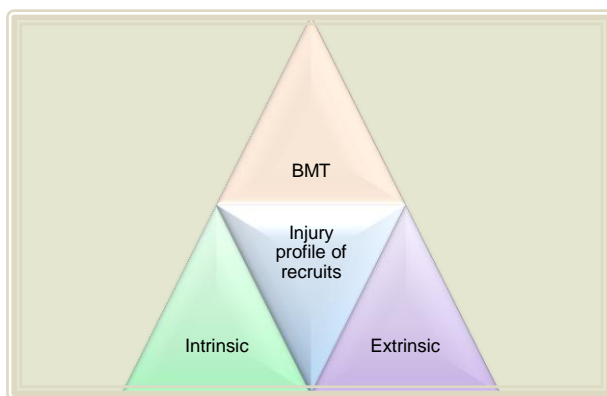 BMT
Injury
profile of
recruits
Intrinsic
Extrinsic